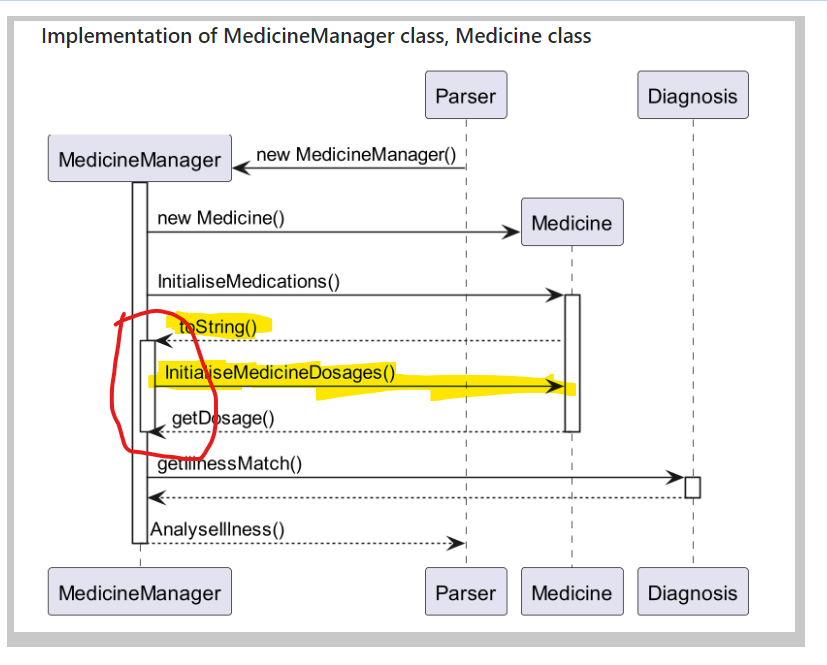 Implementation of MedicineManager class, Medicine class
Parser
Diagnosis
MedicineManager
new MedicineManager()
new Medicine()
Medicine
InitialiseMedications()
toString()
InitialiseMedicineDosages()
getDosage()
getIllnessMatch()
AnalyseIllness()
MedicineManager
Parser
Medicine
Diagnosis